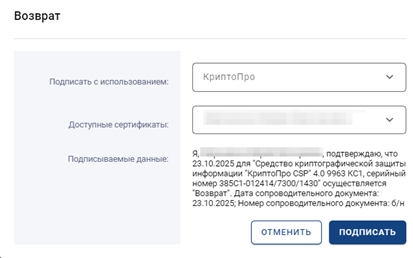 Возврат
Подписать с использованием:
КриптоПро
Доступные сертификаты:
Подписываемые данные:
Я, , подтверждаю, что
23.10.2025 для "Средство криптографической защиты
информации "КриптоПро CSP" 4.0 9963 КС1, серийный
номер 385С1-012414/7300/1430" осуществляется
"Возврат". Дата сопроводительного документа:
23.10.2025; Номер сопроводительного документа: б/н
ОТМЕНИТЬ
ПОДПИСАТЬ